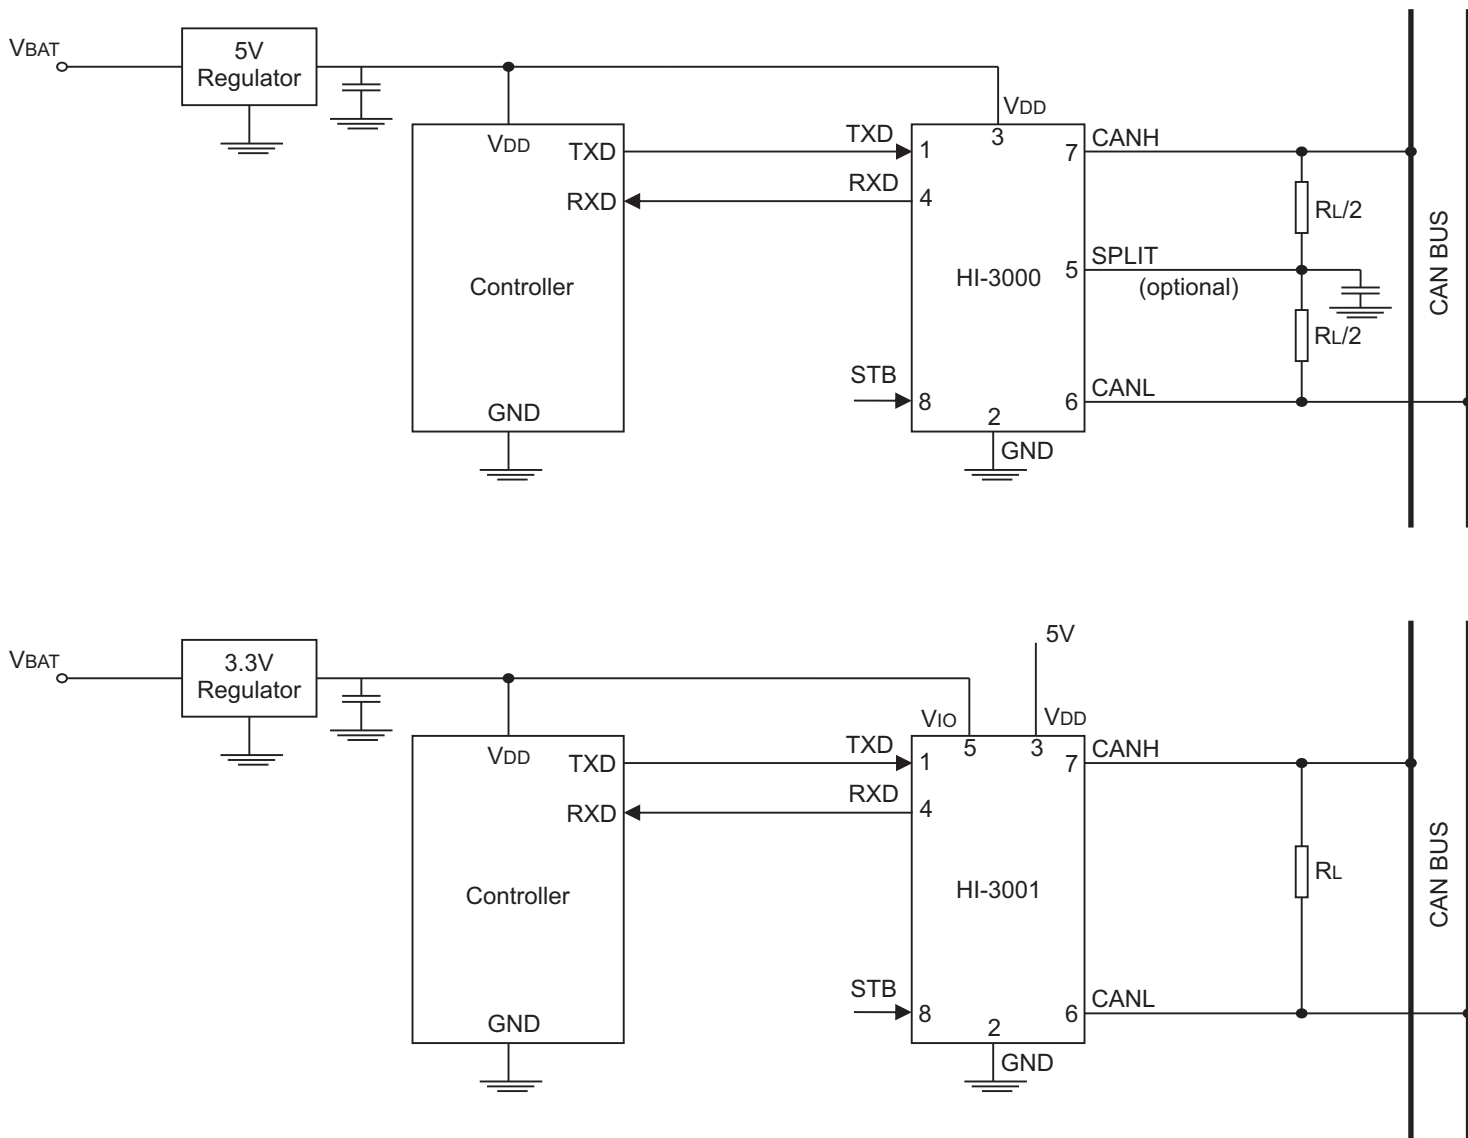 VBAT
5V
Regulator
VDD
VDD
TXD
RXD
Controller
GND
TXD
RXD
STB
1
4
8
3
HI-3000
2
GND
7
5
6
CANH
SPLIT
(optional)
CANL
RL/2
RL/2
CAN BUS
VBAT
3.3V
Regulator
5V
VIO
VDD
VDD
TXD
RXD
Controller
GND
TXD
RXD
STB
1
4
8
5
3
HI-3001
2
GND
7
6
CANH
CANL
RL
CAN BUS